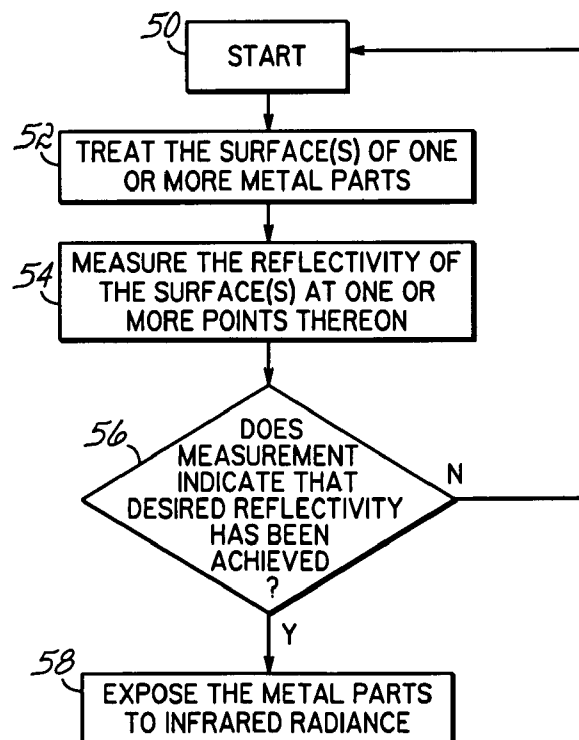 50
START
52
TREAT THE SURFACE(S) OF ONE
OR MORE METAL PARTS
54
MEASURE THE REFLECTIVITY OF
THE SURFACE(S) AT ONE OR
MORE POINTS THEREON
56
DOES
MEASUREMENT
INDICATE THAT
DESIRED REFLECTIVITY
HAS BEEN
ACHIEVED
?
N
Y
58
EXPOSE THE METAL PARTS
TO INFRARED RADIANCE